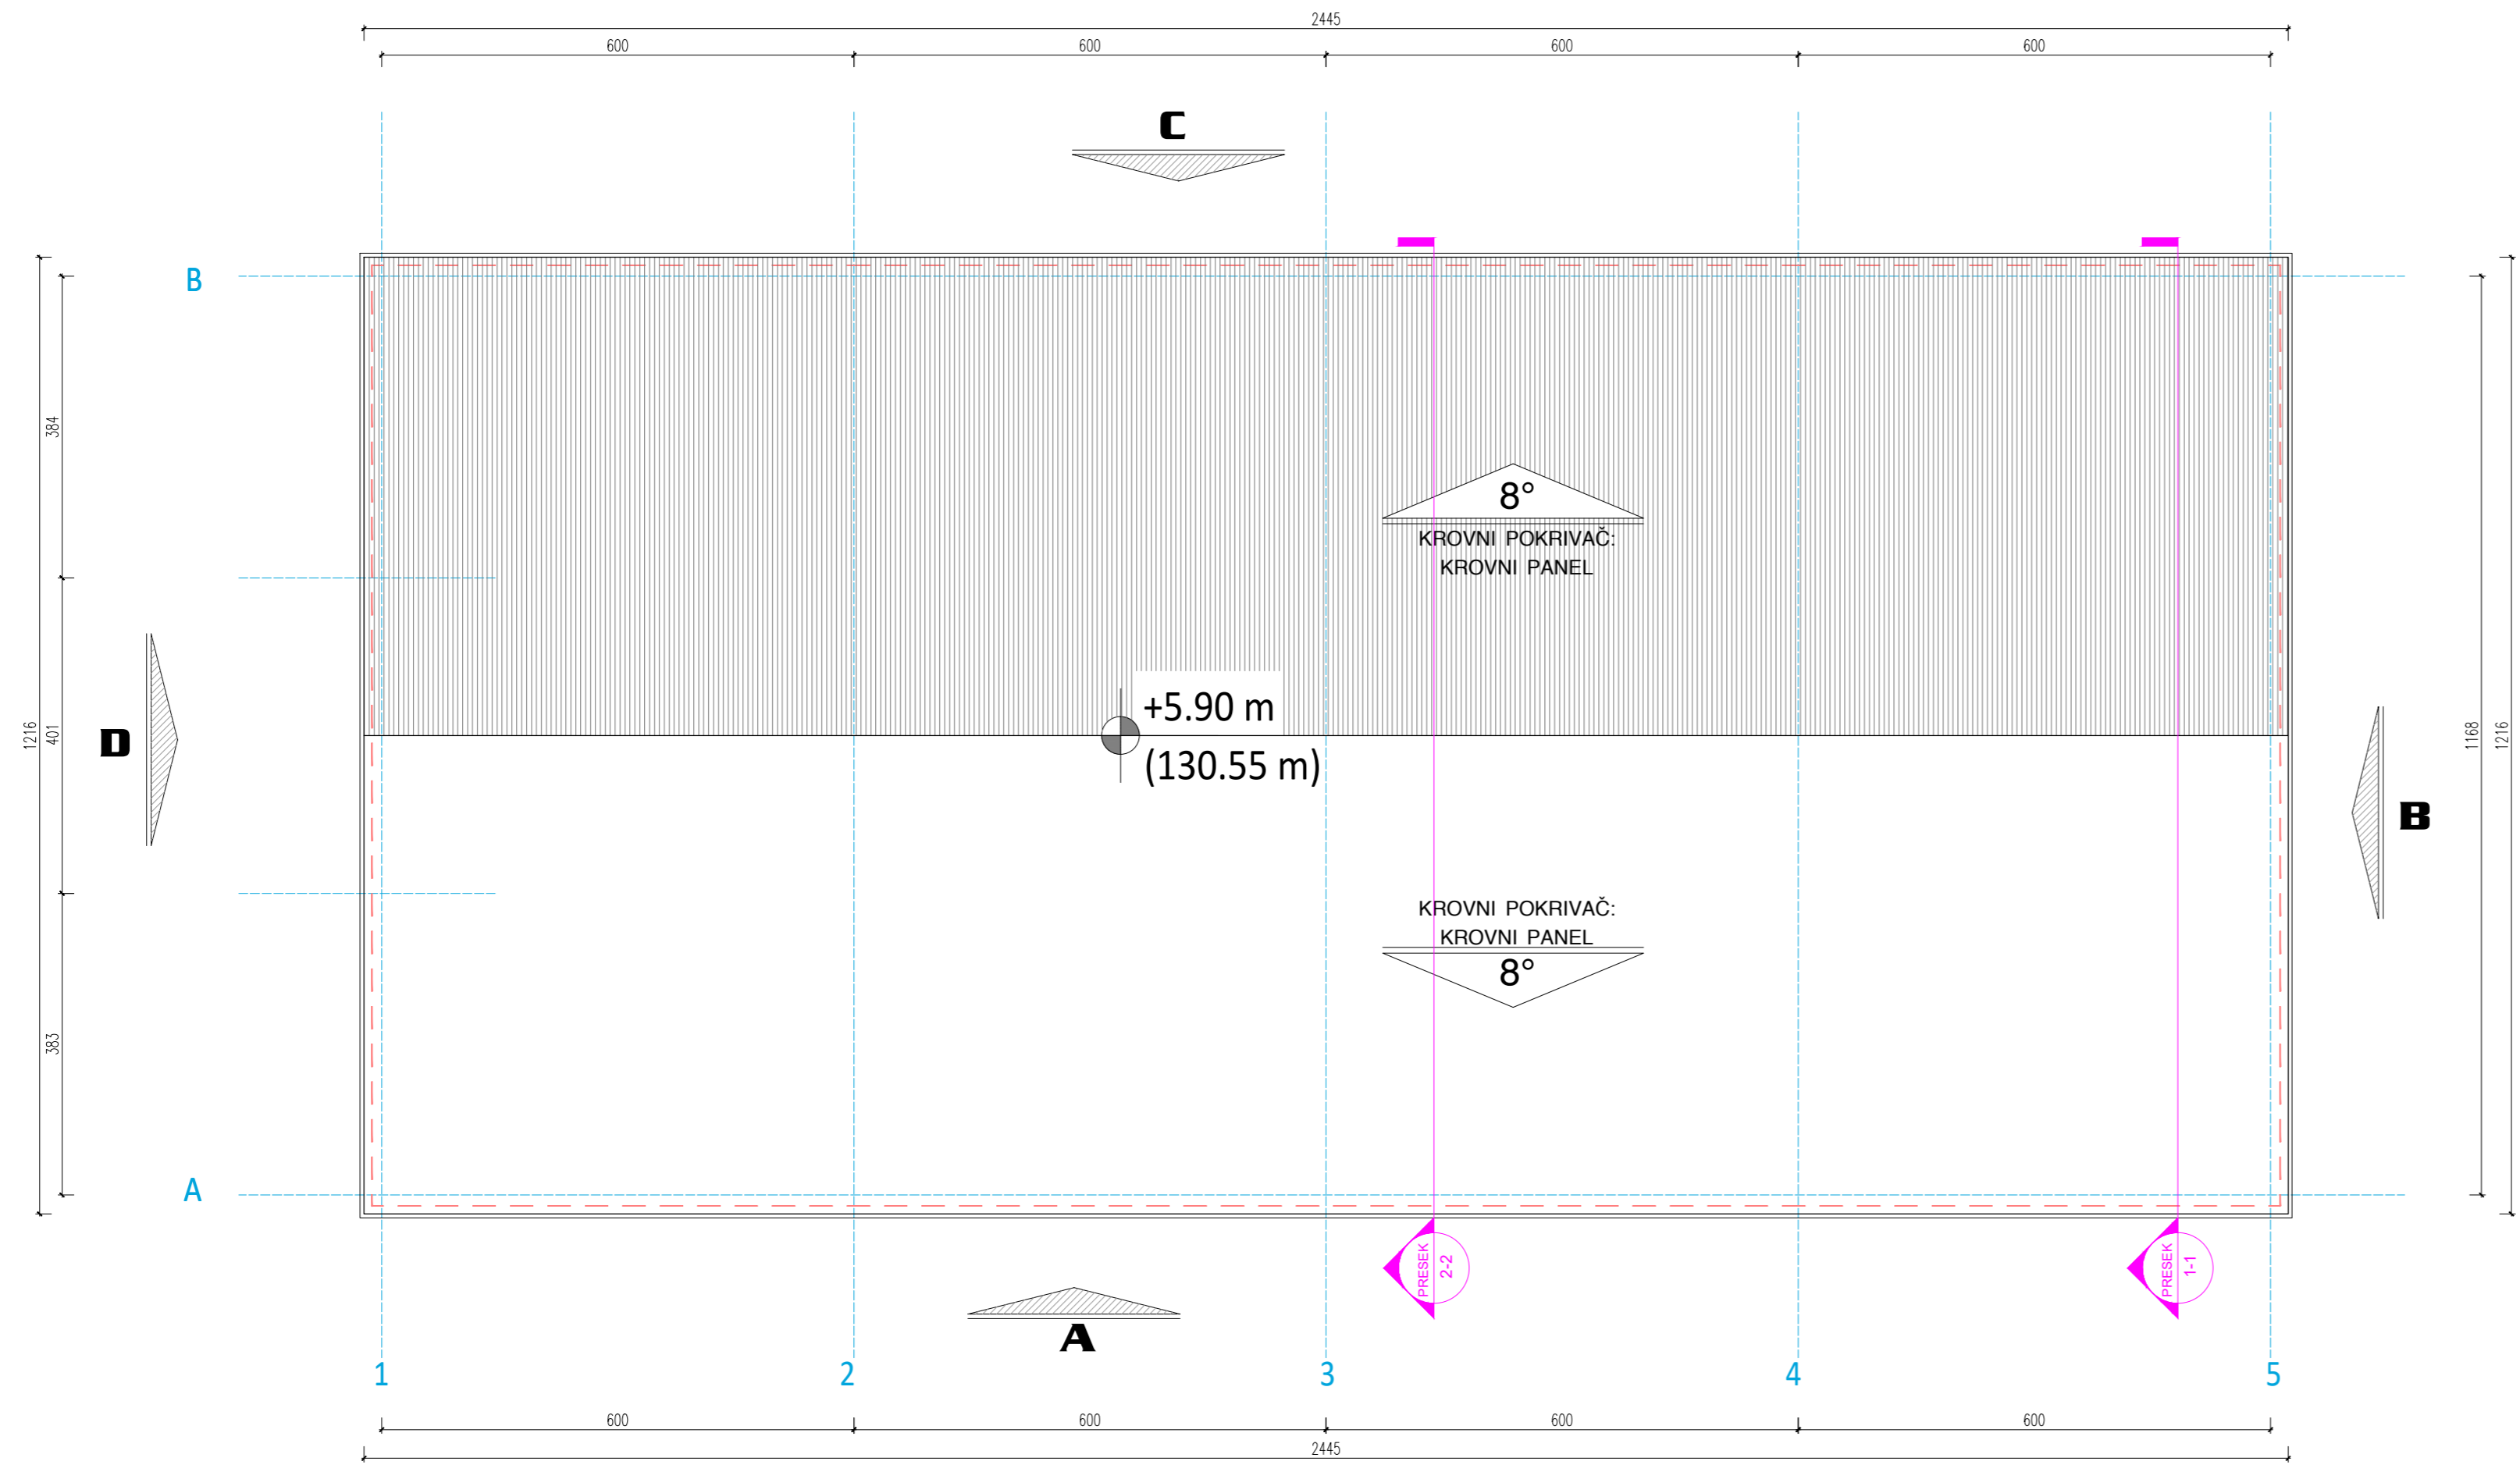 2445
600 600 600 600
C
B
384
8°
KROVNI POKRIVAČ:
KROVNI PANEL
+5.90 m
(130.55 m)
1216
401
D
1168
1216
B
KROVNI POKRIVAČ:
KROVNI PANEL
8°
383
A
PRESEK
2-2
PRESEK
1-1
A
1 2 3 4 5
600 600 600 600
2445